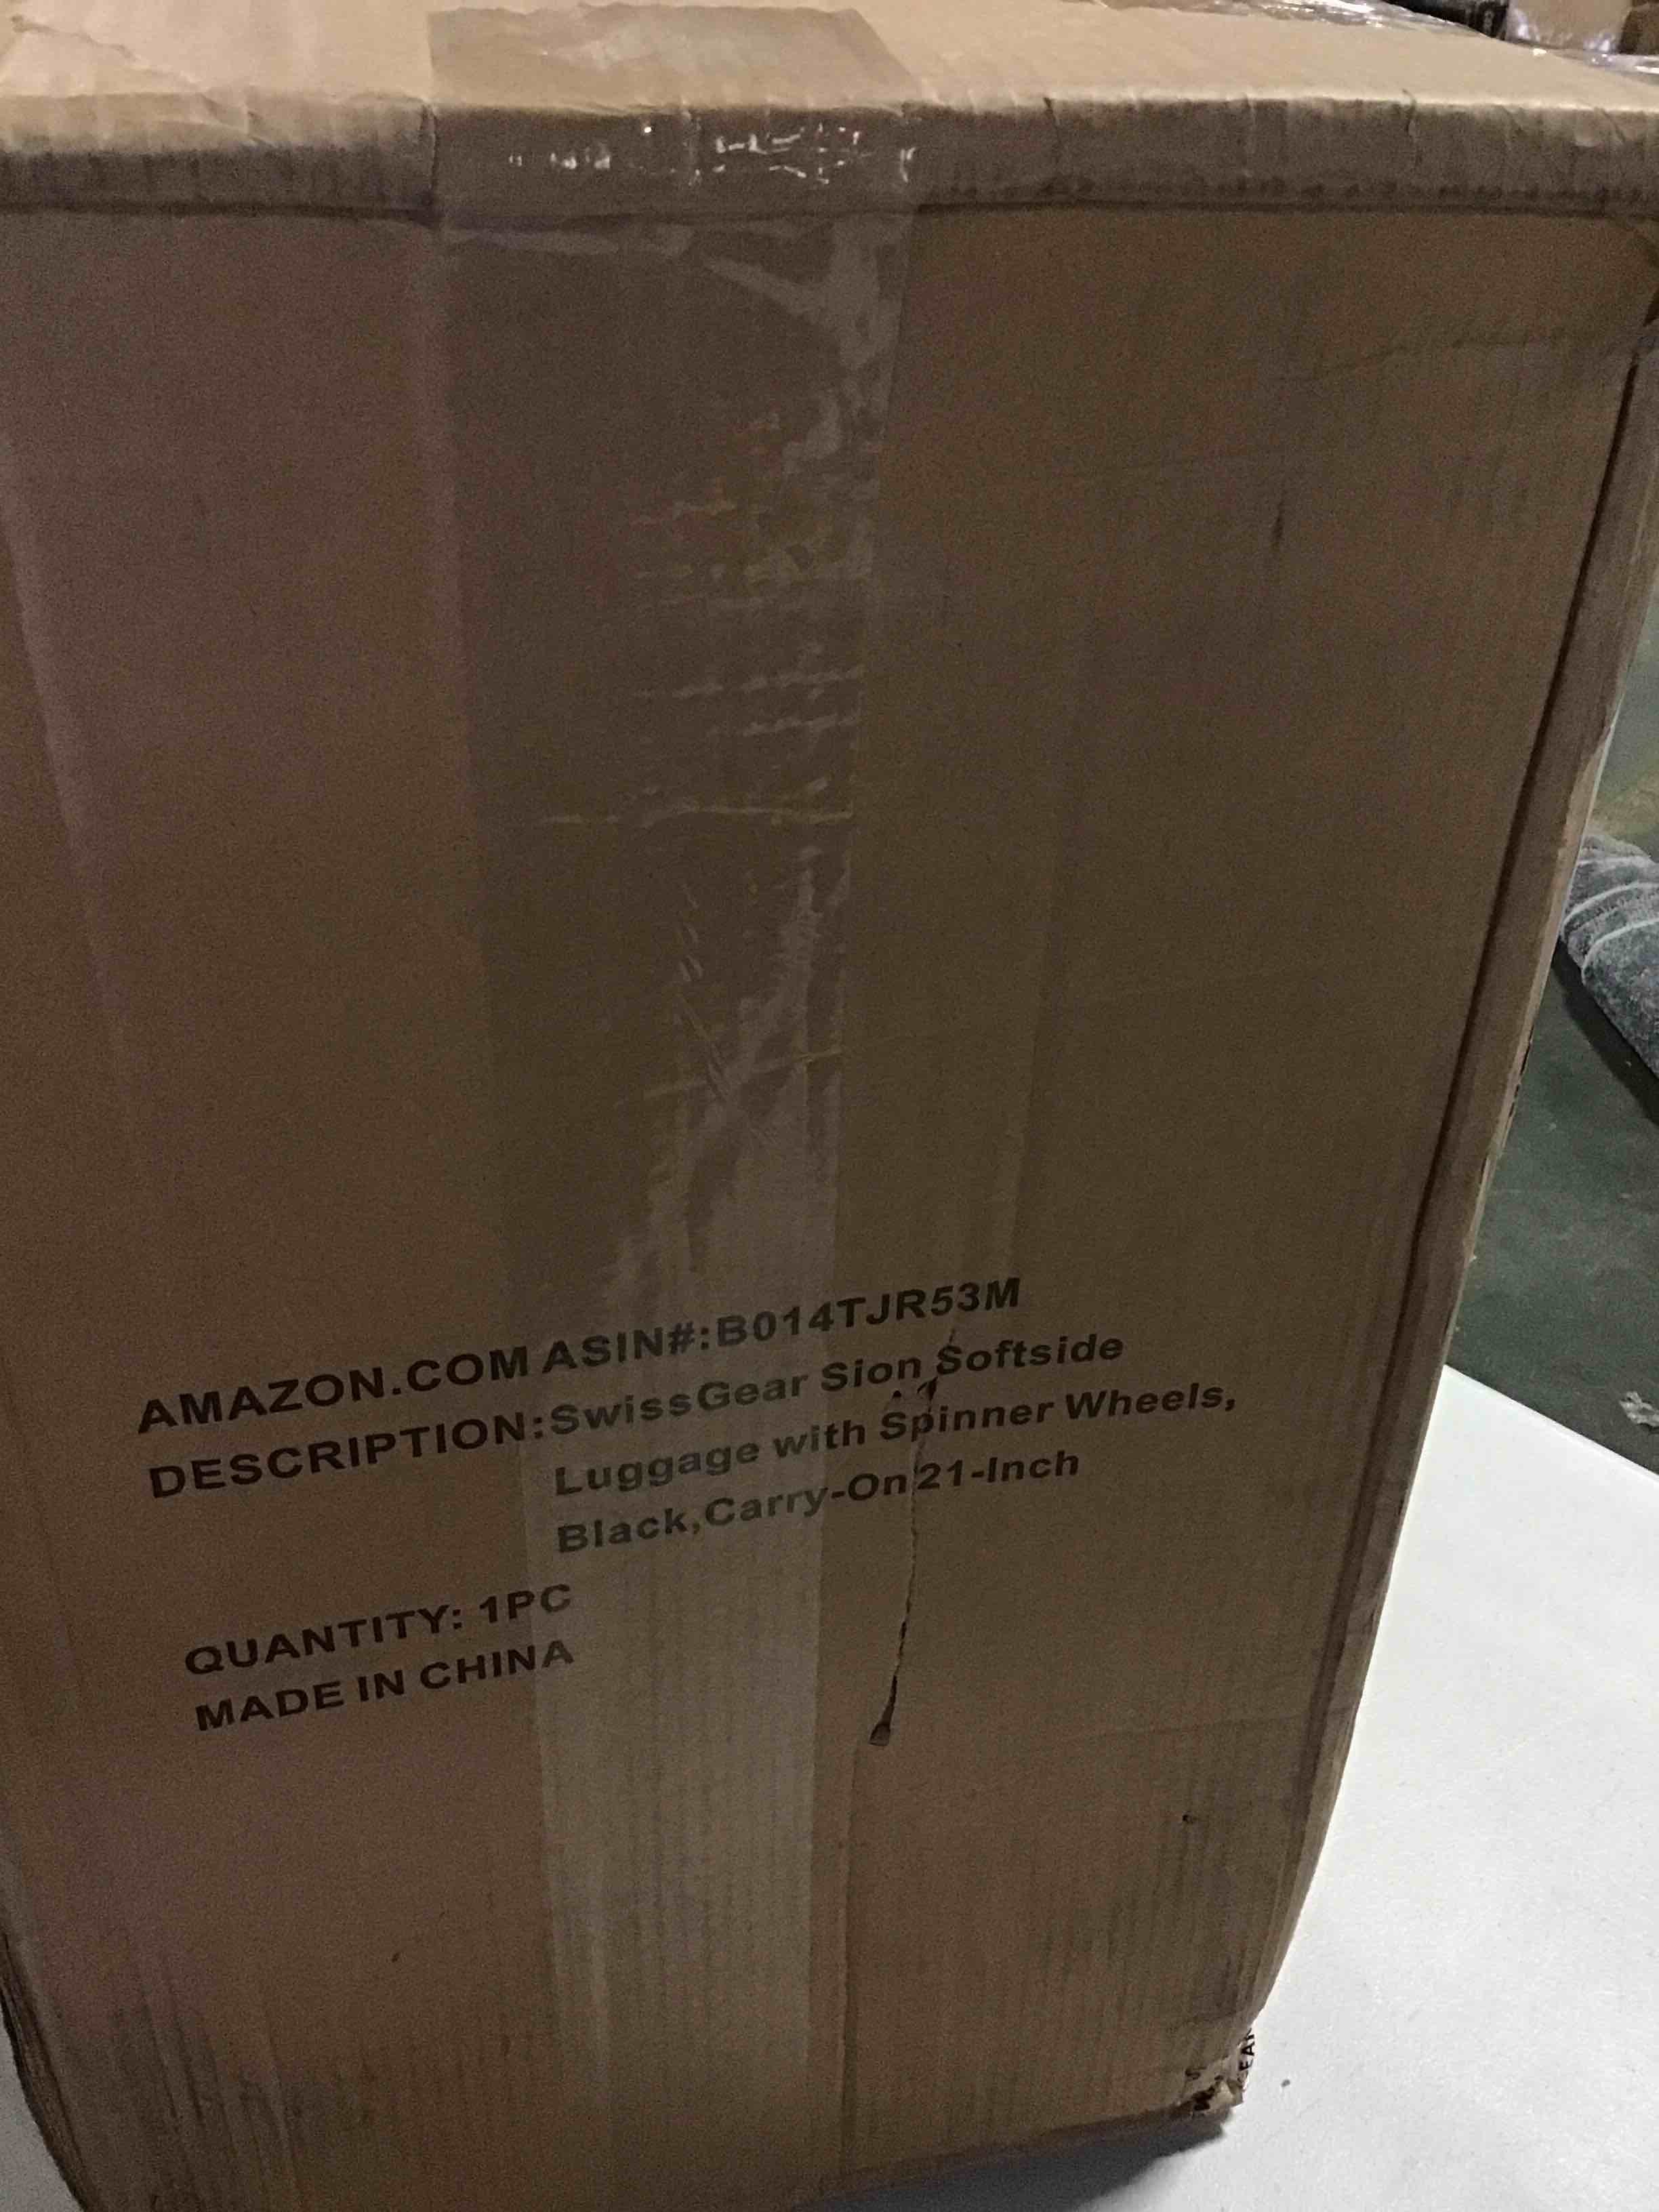 AMAZON.COM ASIN#:B014TJR53M
DESCRIPTION:SwissGear Sion Softside
Luggage with Spinner Wheels,
Black,Carry-On 21-Inch
QUANTITY: 1PC
MADE IN CHINA